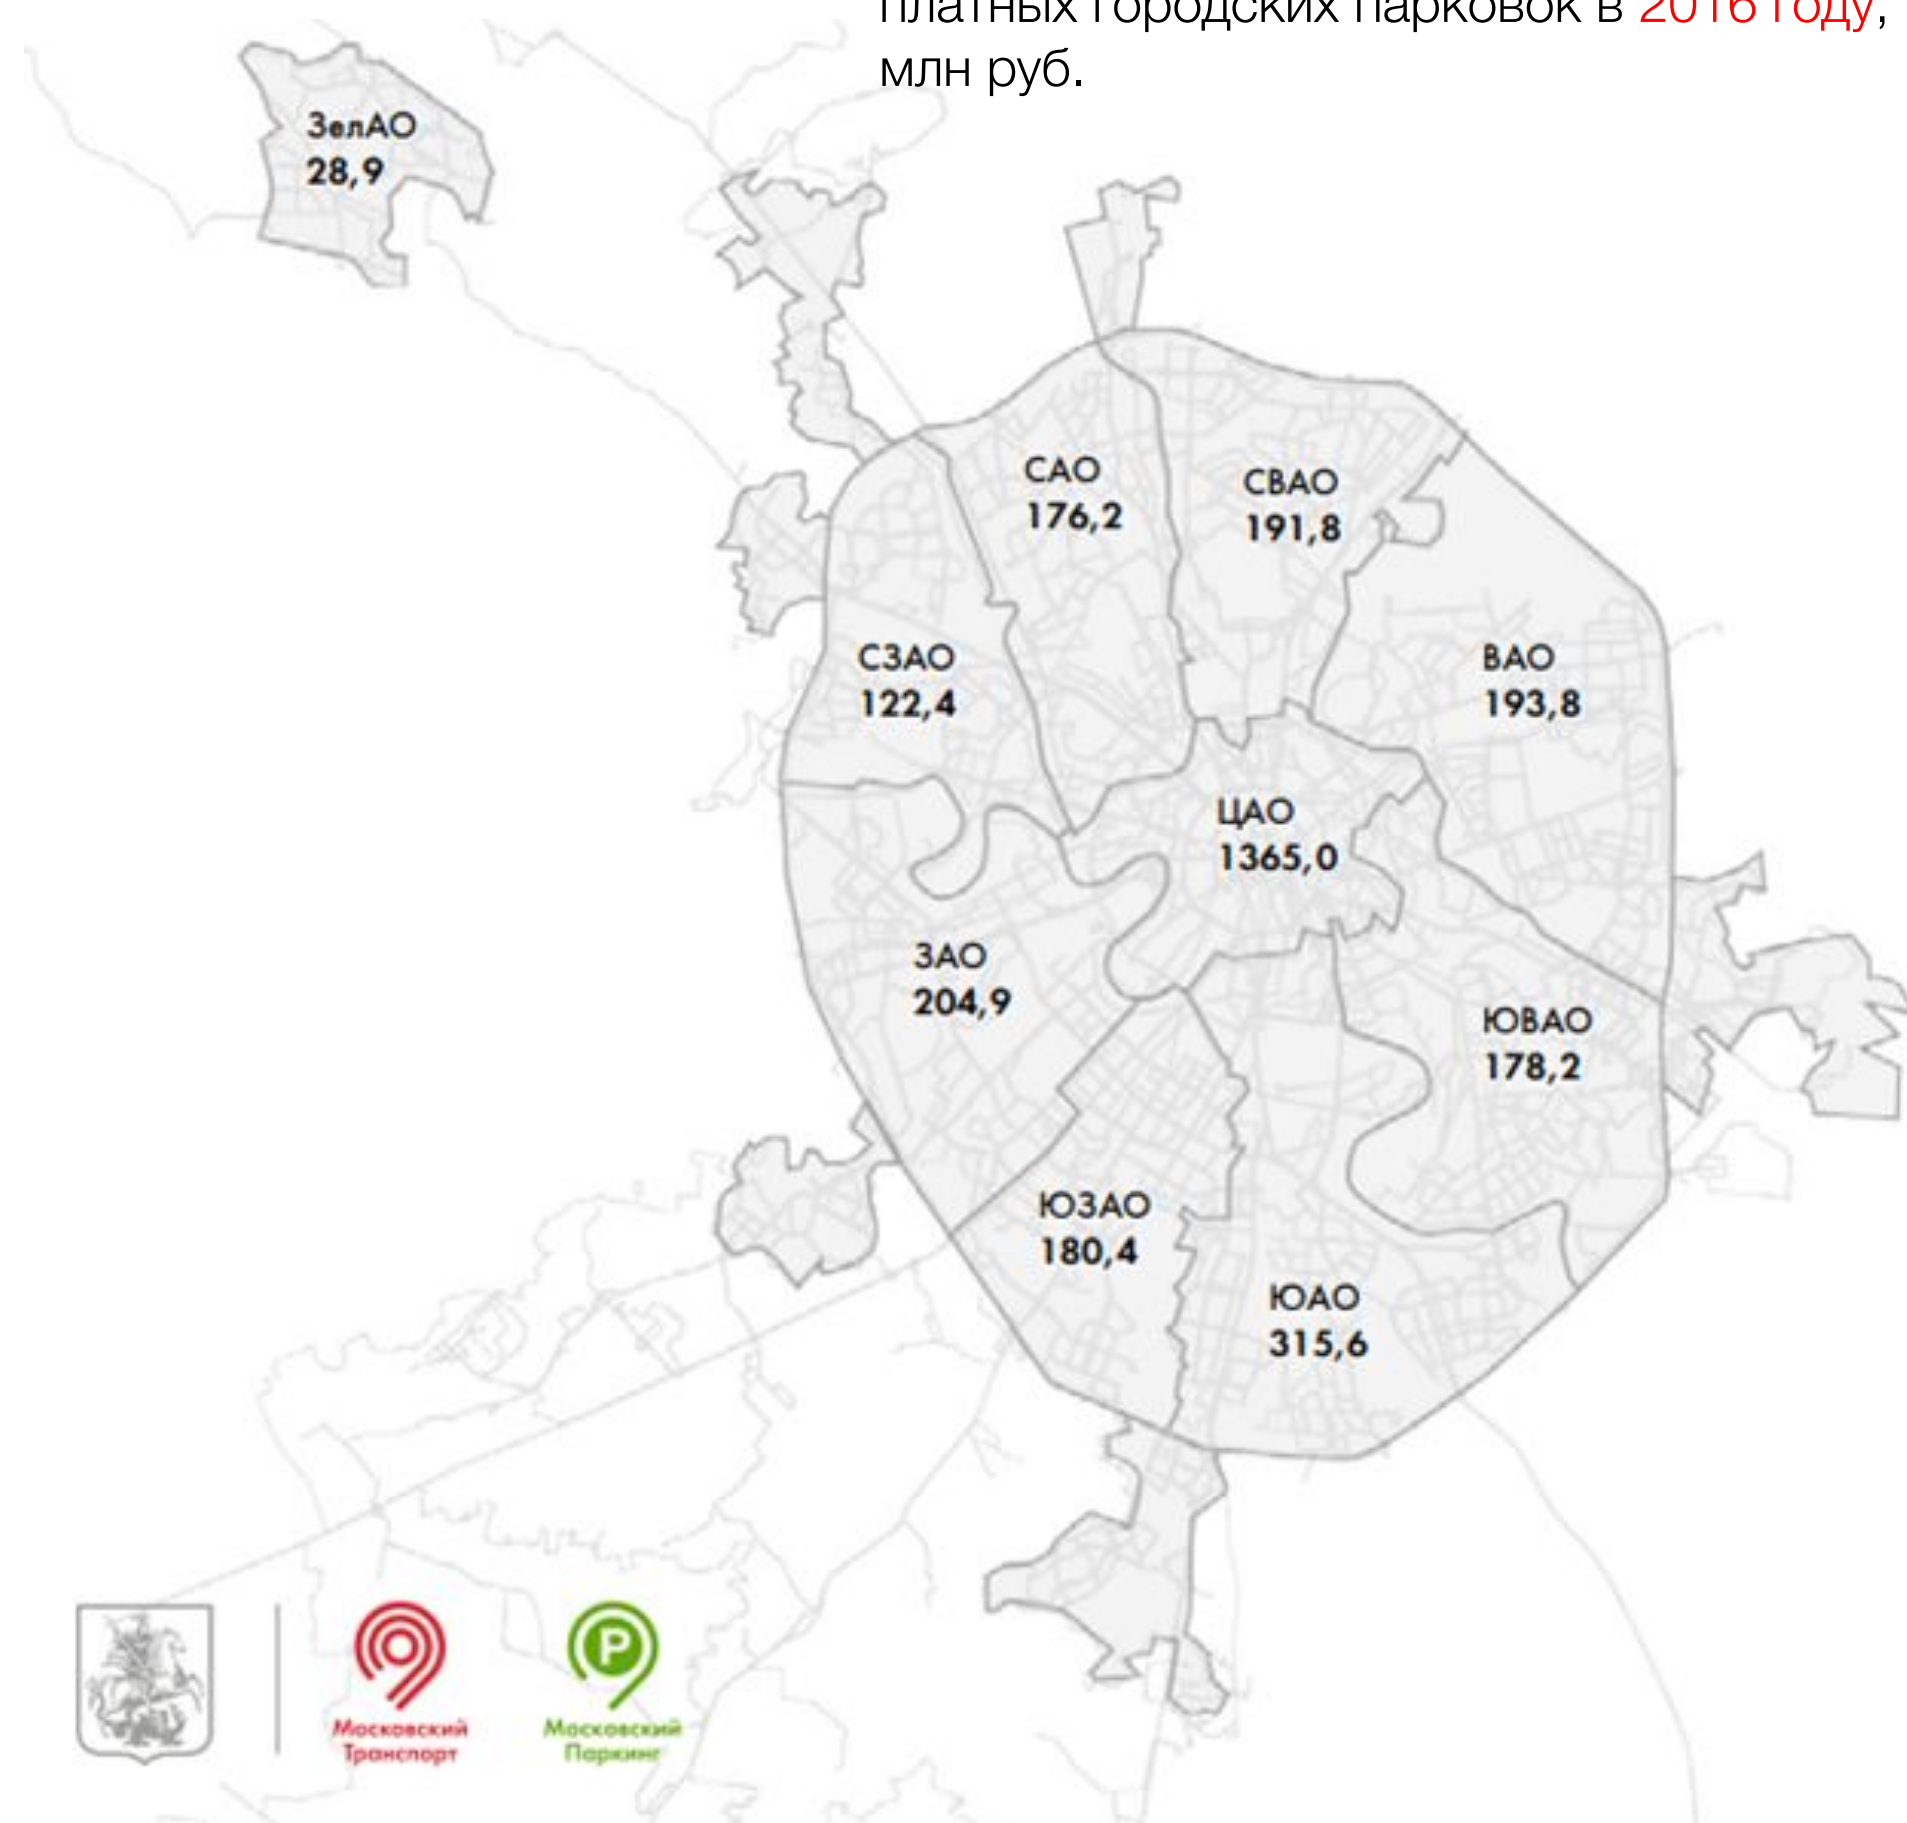 платных городских парковок в 2016 году,
млн руб.
ЗелАО
28,9
САО
176,2
СВАО
191,8
СЗАО
122,4
ВАО
193,8
ЦАО
1365,0
ЗАО
204,9
ЮВАО
178,2
ЮЗАО
180,4
ЮАО
315,6
P
Московский
Транспорт
Московский
Паркинг